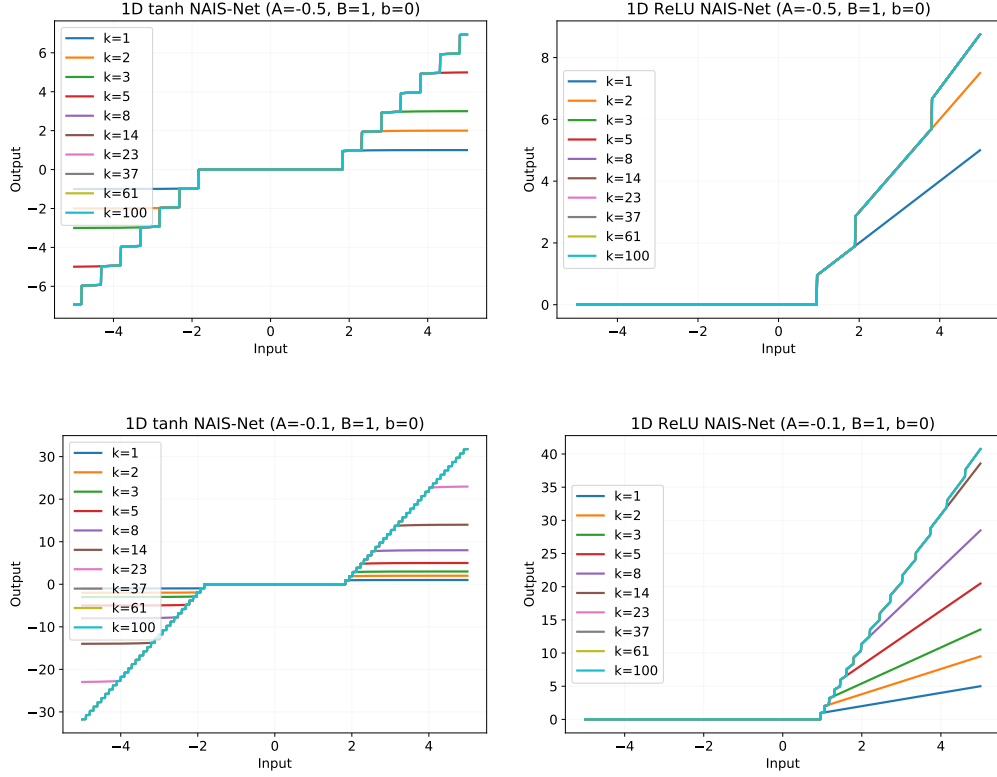 1D tanh NAIS-Net (A=-0.5, B=1, b=0)
k=1
k=2
k=3
k=5
k=8
k=14
k=23
k=37
k=61
k=100
6
4
2
0
−2
−4
−6
Output
−4
−2
0
2
4
Input
1D ReLU NAIS-Net (A=-0.5, B=1, b=0)
k=1
k=2
k=3
k=5
k=8
k=14
k=23
k=37
k=61
k=100
8
6
4
2
0
Output
−4
−2
0
2
4
Input
1D tanh NAIS-Net (A=-0.1, B=1, b=0)
k=1
k=2
k=3
k=5
k=8
k=14
k=23
k=37
k=61
k=100
30
20
10
0
−10
−20
−30
Output
−4
−2
0
2
4
Input
1D ReLU NAIS-Net (A=-0.1, B=1, b=0)
k=1
k=2
k=3
k=5
k=8
k=14
k=23
k=37
k=61
k=100
40
35
30
25
20
15
10
5
0
Output
−4
−2
0
2
4
Input